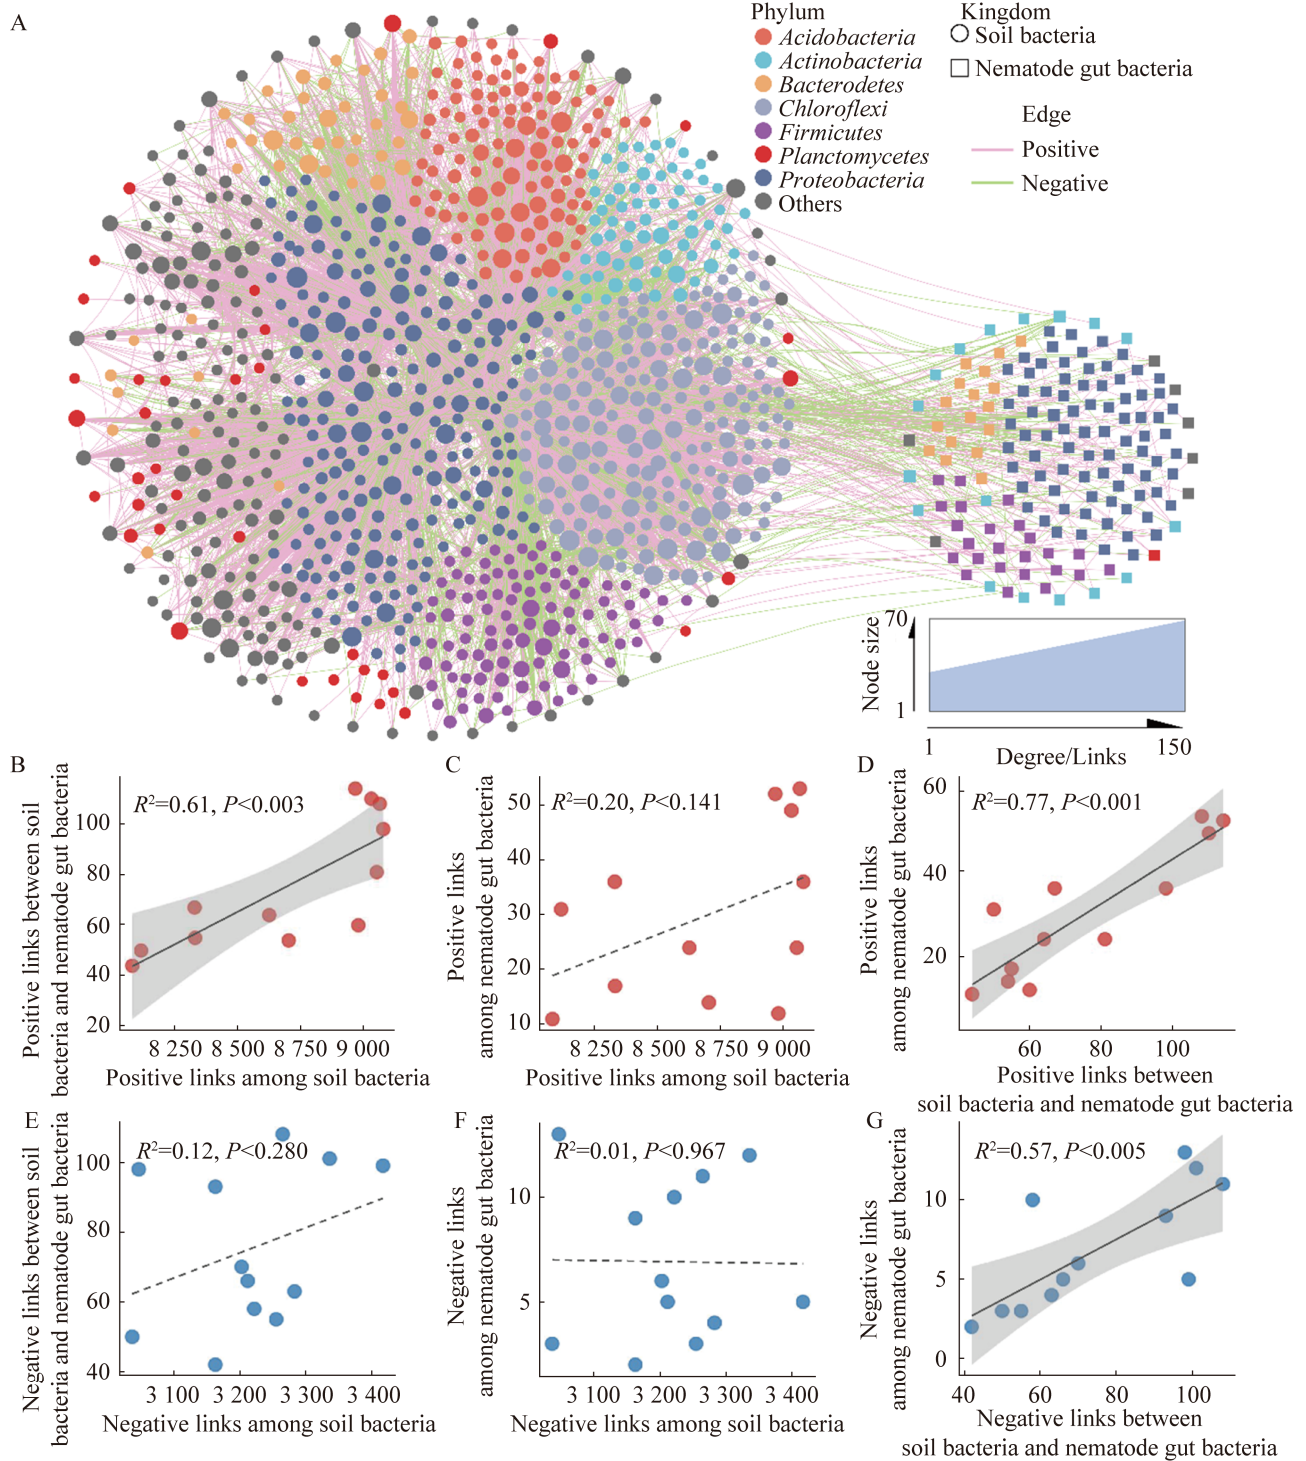 A
Phylum
Acidobacteria
Actinobacteria
Bacterodetes
Chloroflexi
Firmicutes
Planctomycetes
Proteobacteria
Others
Kingdom
Soil bacteria
Nematode gut bacteria
Edge
Positive
Negative
Node size
70
1
1
150
Degree/Links
B
Positive links between soil
bacteria and nematode gut bacteria
R²=0.61, P<0.003
100
80
60
40
20
8 250 8 500 8 750 9 000
Positive links among soil bacteria
C
Positive links
among nematode gut bacteria
R²=0.20, P<0.141
50
40
30
20
10
8 250 8 500 8 750 9 000
Positive links among soil bacteria
D
Positive links
among nematode gut bacteria
R²=0.77, P<0.001
60
40
20
60 80 100
Positive links between
soil bacteria and nematode gut bacteria
E
Negative links between soil
bacteria and nematode gut bacteria
R²=0.12, P<0.280
100
80
60
40
3 100 3 200 3 300 3 400
Negative links among soil bacteria
F
Negative links
among nematode gut bacteria
R²=0.01, P<0.967
10
5
3 100 3 200 3 300 3 400
Negative links among soil bacteria
G
Negative links
among nematode gut bacteria
R²=0.57, P<0.005
10
5
0
40 60 80 100
Negative links between
soil bacteria and nematode gut bacteria